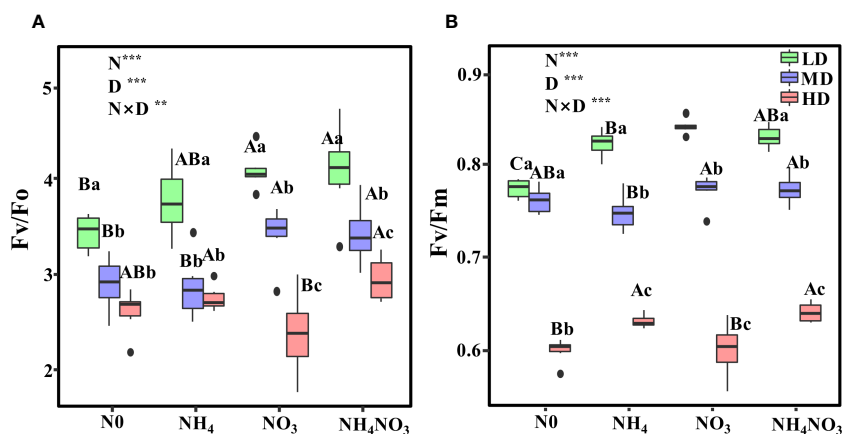 A
B
N***
D ***
N×D **
N***
D ***
N×D ***
LD
MD
HD
Fv/Fo
5
4
3
2
Ba
Bb
ABb
ABa
Bb
Ab
Aa
Ab
Bc
Aa
Ab
Ac
N0
NH₄
NO₃
NH₄NO₃
Fv/Fm
0.9
0.8
0.7
0.6
Ca
ABa
Bb
Ba
Bb
Ac
Ab
Bc
ABa
Ab
Ac
N0
NH₄
NO₃
NH₄NO₃